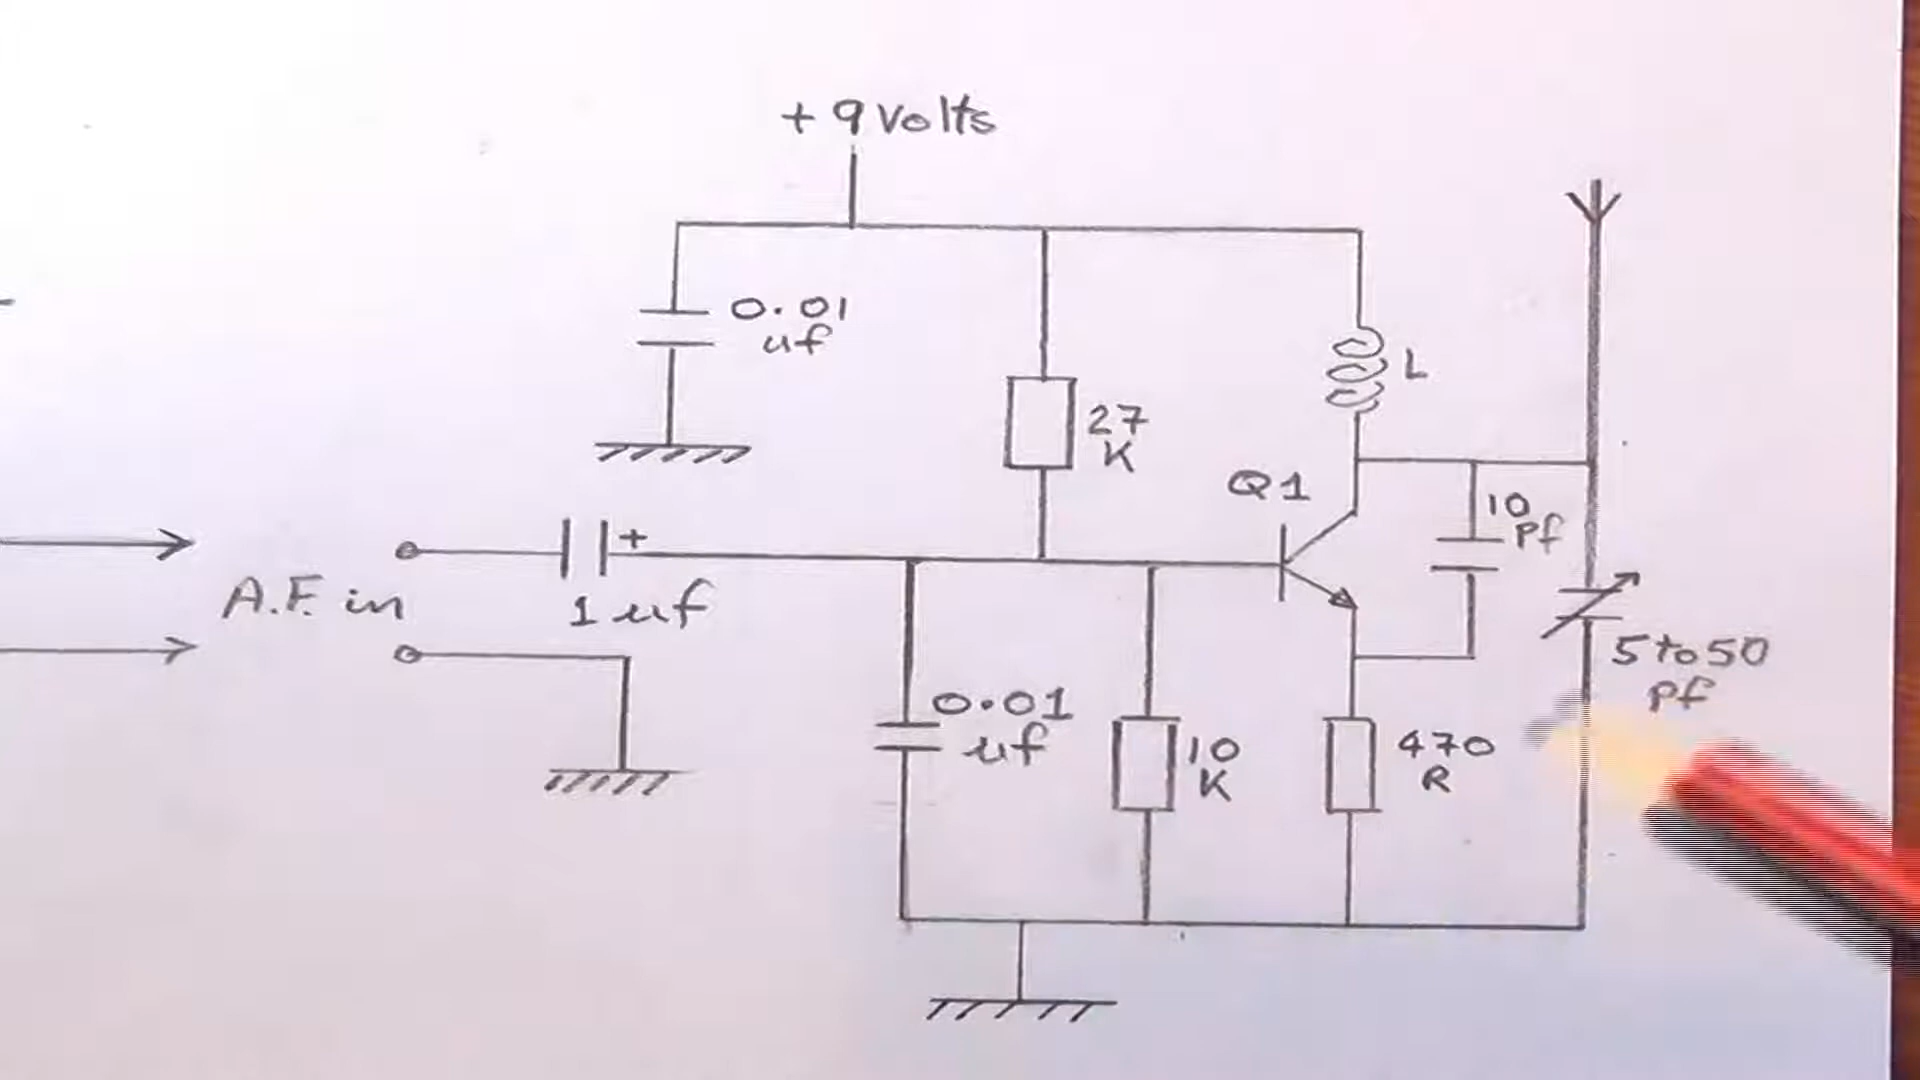 +9 volts
0.01
uf
27
K
L
Q1
10
pf
+
A.F. in
1 uf
5 to 50
pf
0.01
uf
10
K
470
R